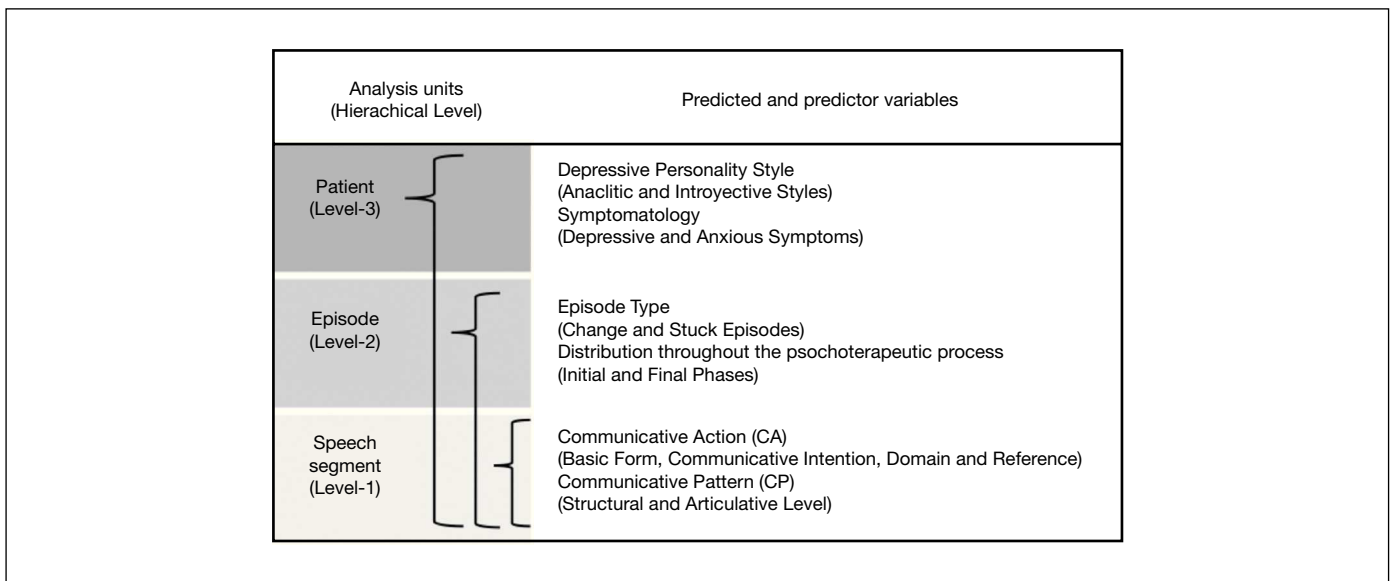 Analysis units
(Hierachical Level)
Predicted and predictor variables
Patient
(Level-3)
Depressive Personality Style
(Anaclitic and Introyective Styles)
Symptomatology
(Depressive and Anxious Symptoms)
Episode
(Level-2)
Episode Type
(Change and Stuck Episodes)
Distribution throughout the psochoterapeutic process
(Initial and Final Phases)
Speech
segment
(Level-1)
Communicative Action (CA)
(Basic Form, Communicative Intention, Domain and Reference)
Communicative Pattern (CP)
(Structural and Articulative Level)